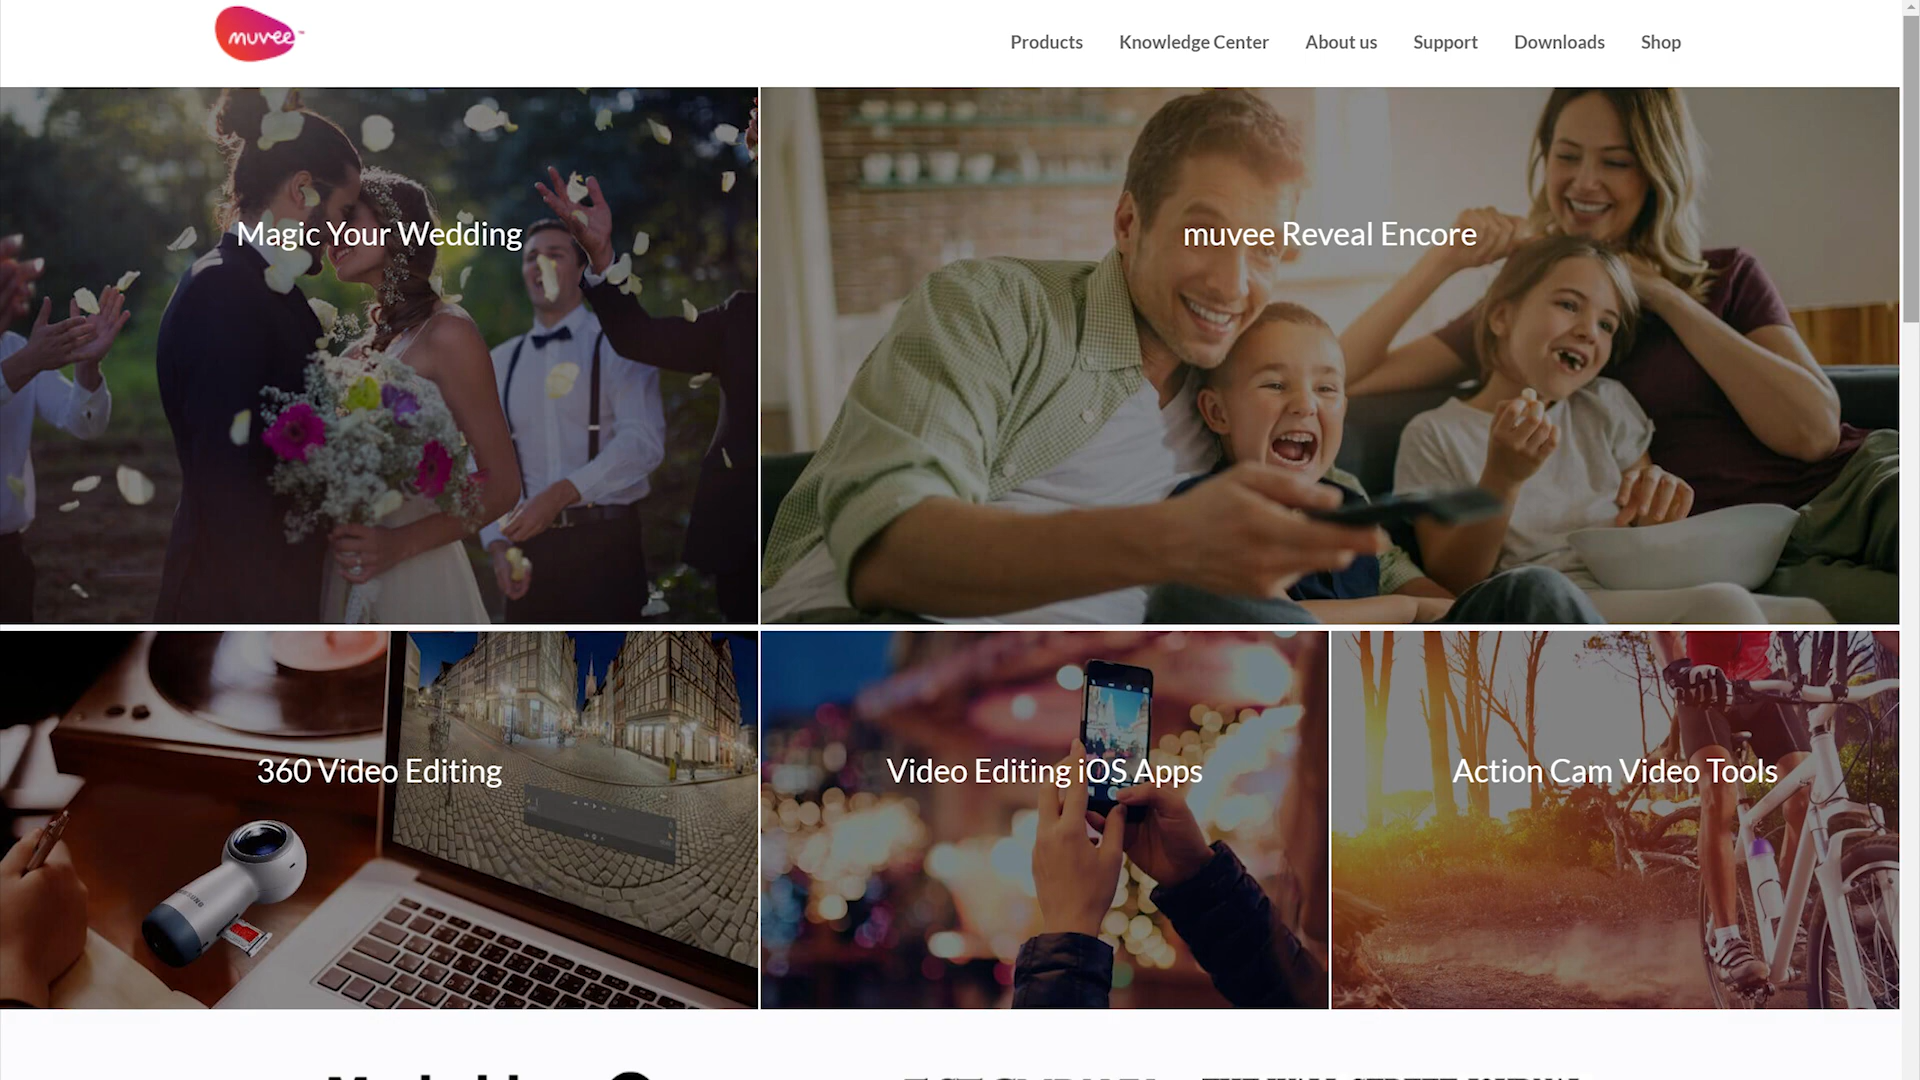 muvee™
Products Knowledge Center About us Support Downloads Shop
Magic Your Wedding
muvee Reveal Encore
360 Video Editing
Video Editing iOS Apps
Action Cam Video Tools